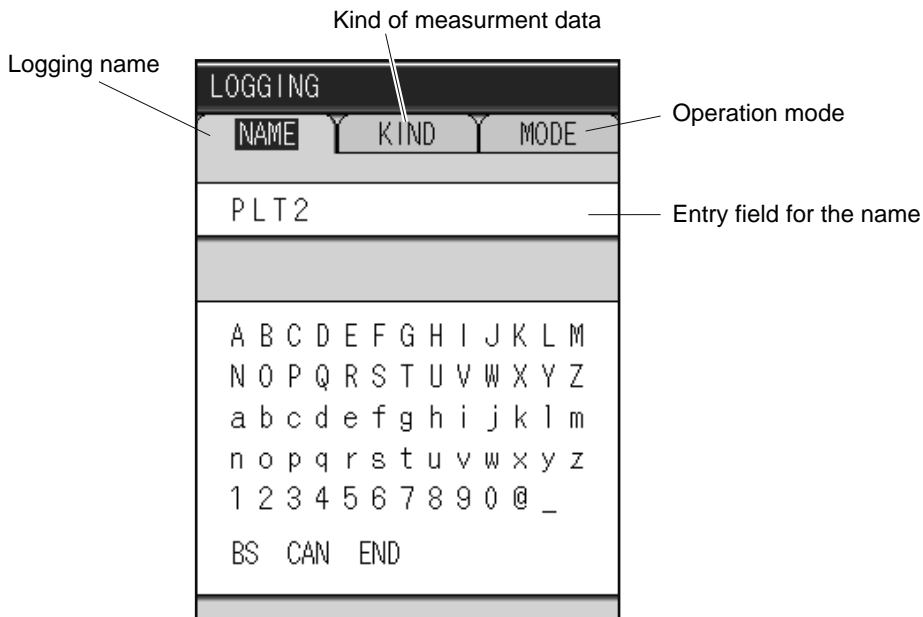 Kind of measurment data
Logging name
LOGGING
NAME KIND MODE
Operation mode
PLT2
Entry field for the name
A B C D E F G H I J K L M
N O P Q R S T U V W X Y Z
a b c d e f g h i j k l m
n o p q r s t u v w x y z
1 2 3 4 5 6 7 8 9 0 @ _
BS CAN END